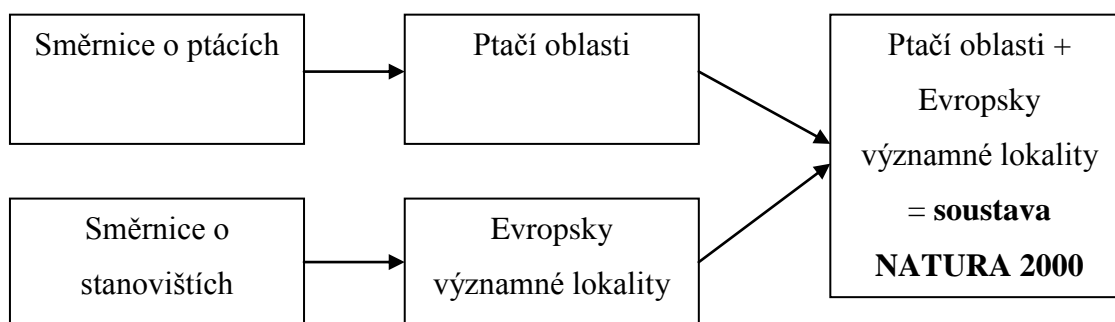 Směrnice o ptácích
Ptačí oblasti
Ptačí oblasti +
Evropsky
významné lokality
= soustava
NATURA 2000
Směrnice o
stanovištích
Evropsky
významné lokality